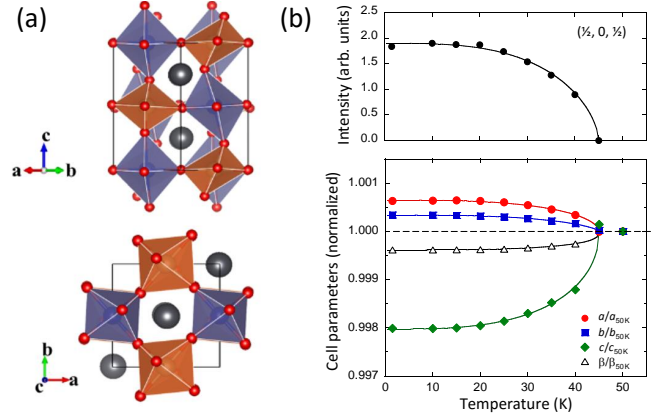 (a)
c
a
b
b
c
a
(b)
Intensity (arb. units)
2.5
2.0
1.5
1.0
0.5
0.0
(½, 0, ½)
Cell parameters (normalized)
1.001
1.000
0.999
0.998
0.997
a/a50K
b/b50K
c/c50K
β/β50K
0 10 20 30 40 50
Temperature (K)